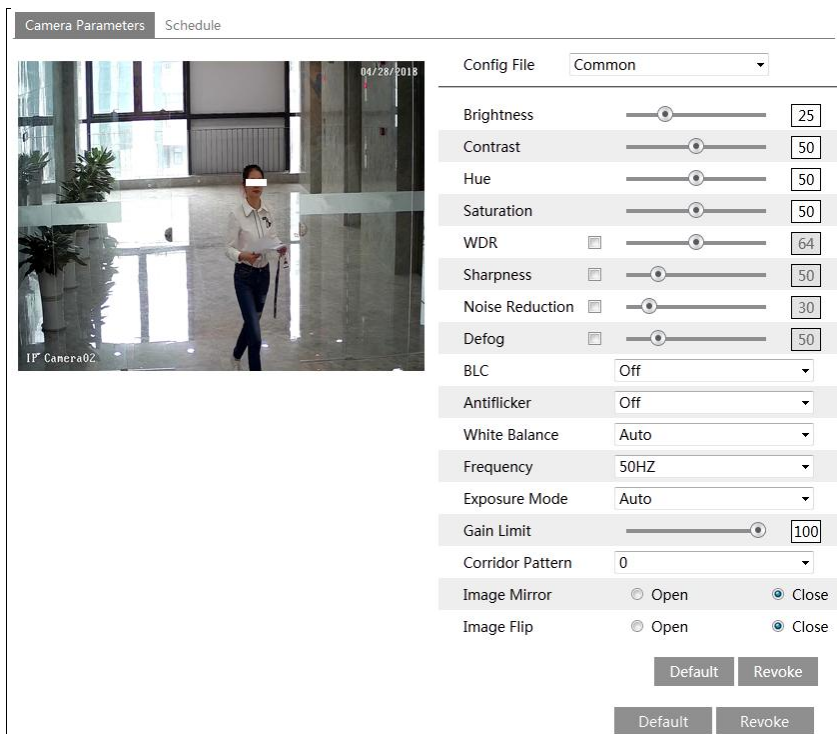 Camera Parameters Schedule
04/28/2018
IP Camera02
Config File Common
Brightness 25
Contrast 50
Hue 50
Saturation 50
WDR 64
Sharpness 50
Noise Reduction 30
Defog 50
BLC Off
Antiflicker Off
White Balance Auto
Frequency 50HZ
Exposure Mode Auto
Gain Limit 100
Corridor Pattern 0
Image Mirror Open Close
Image Flip Open Close
Default Revoke
Default Revoke